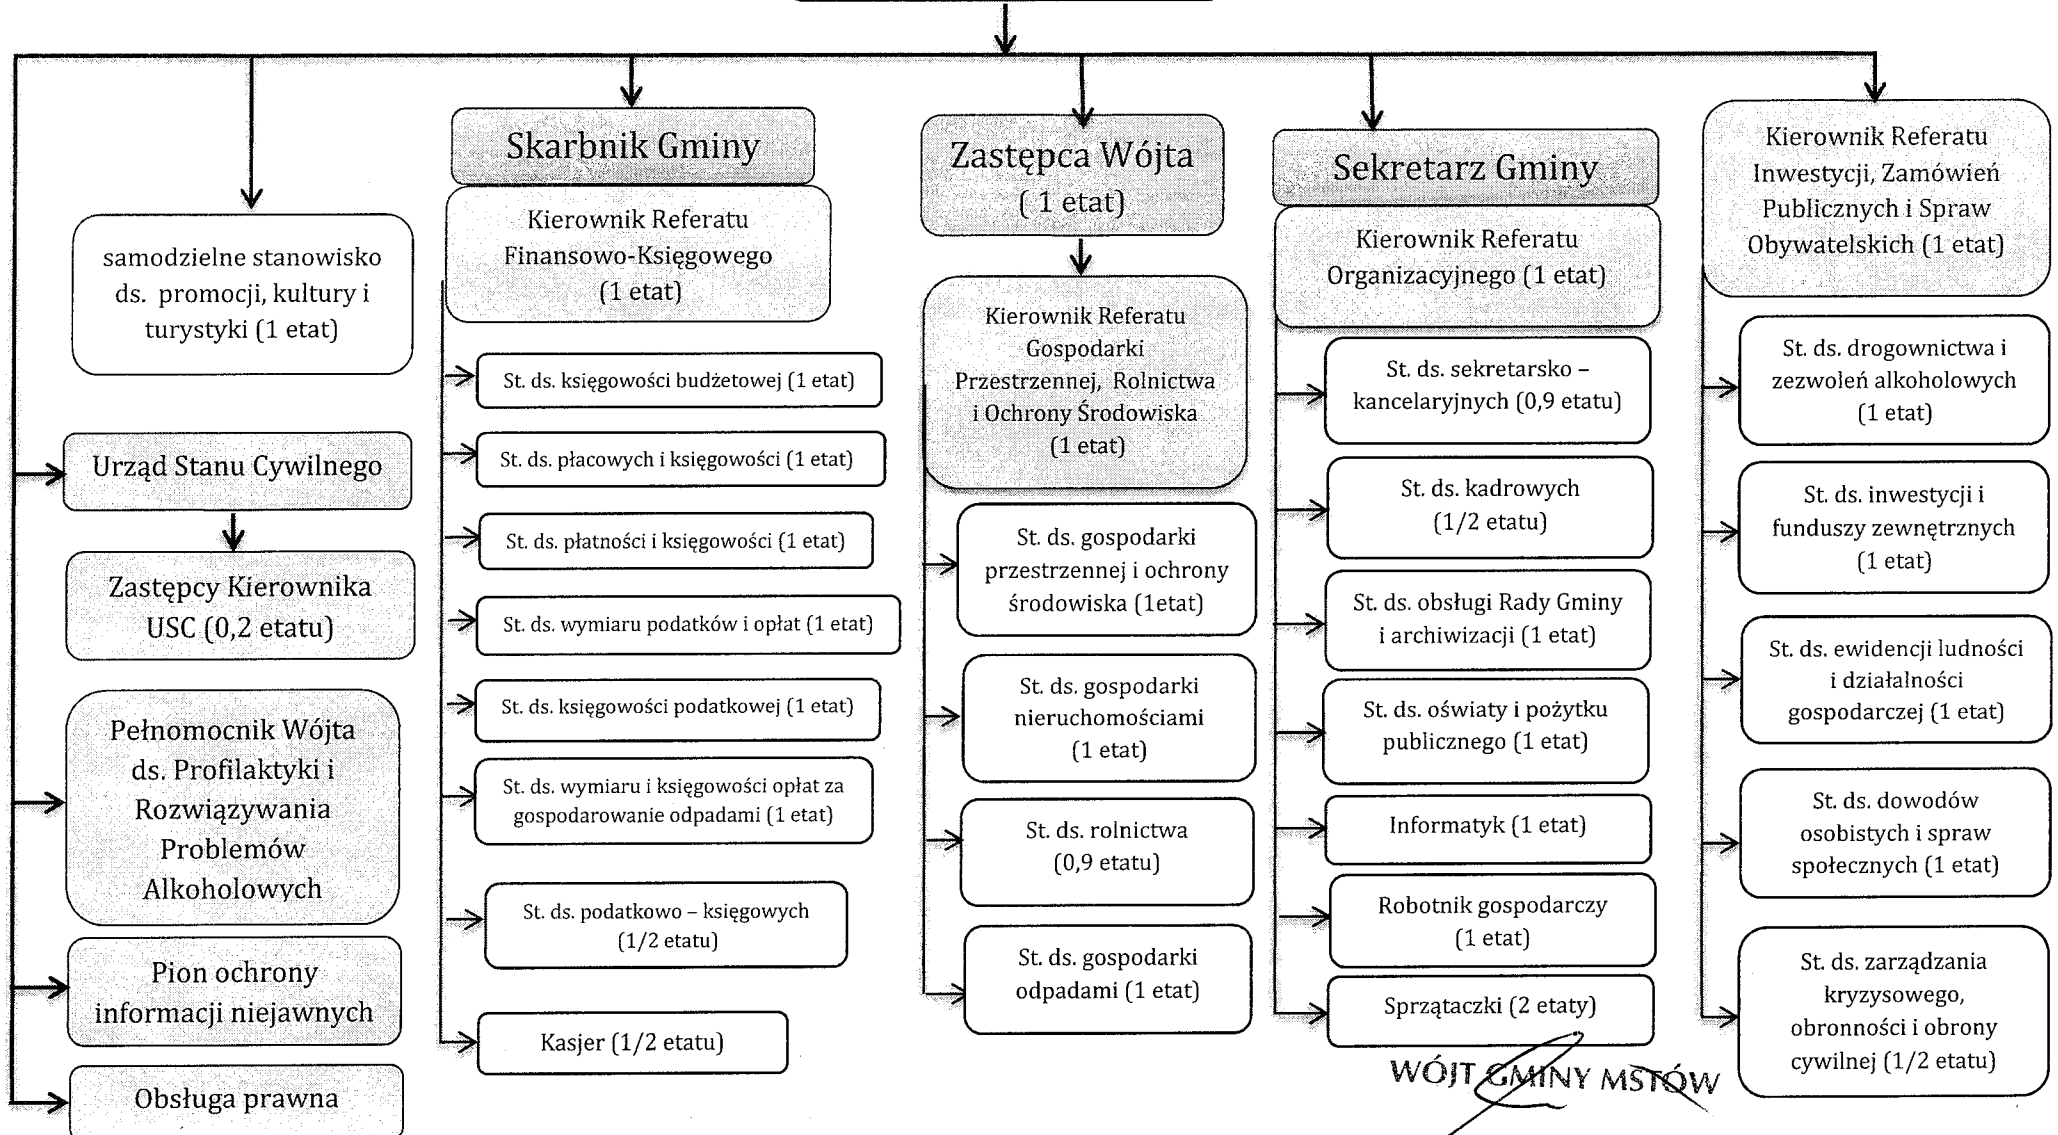 samodzielne stanowisko
ds. promocji, kultury i
turystyki (1 etat)
Urząd Stanu Cywilnego
Zastępcy Kierownika
USC (0,2 etatu)
Pełnomocnik Wójta
ds. Profilaktyki i
Rozwiązywania
Problemów
Alkoholowych
Pion ochrony
informacji niejawnych
Obsługa prawna
Skarbnik Gminy
Kierownik Referatu
Finansowo-Księgowego
(1 etat)
St. ds. księgowości budżetowej (1 etat)
St. ds. płacowych i księgowości (1 etat)
St. ds. płatności i księgowości (1 etat)
St. ds. wymiaru podatków i opłat (1 etat)
St. ds. księgowości podatkowej (1 etat)
St. ds. wymiaru i księgowości opłat za
gospodarowanie odpadami (1 etat)
St. ds. podatkowo – księgowych
(1/2 etatu)
Kasjer (1/2 etatu)
Zastępca Wójta
( 1 etat)
Kierownik Referatu
Gospodarki
Przestrzennej, Rolnictwa
i Ochrony Środowiska
(1 etat)
St. ds. gospodarki
przestrzennej i ochrony
środowiska (1etat)
St. ds. gospodarki
nieruchomościami
(1 etat)
St. ds. rolnictwa
(0,9 etatu)
St. ds. gospodarki
odpadami (1 etat)
Sekretarz Gminy
Kierownik Referatu
Organizacyjnego (1 etat)
St. ds. sekretarsko –
kancelaryjnych (0,9 etatu)
St. ds. kadrowych
(1/2 etatu)
St. ds. obsługi Rady Gminy
i archiwizacji (1 etat)
St. ds. oświaty i pożytku
publicznego (1 etat)
Informatyk (1 etat)
Robotnik gospodarczy
(1 etat)
Sprzątaczki (2 etaty)
Kierownik Referatu
Inwestycji, Zamówień
Publicznych i Spraw
Obywatelskich (1 etat)
St. ds. drogownictwa i
zezwoleń alkoholowych
(1 etat)
St. ds. inwestycji i
funduszy zewnętrznych
(1 etat)
St. ds. ewidencji ludności
i działalności
gospodarczej (1 etat)
St. ds. dowodów
osobistych i spraw
społecznych (1 etat)
St. ds. zarządzania
kryzysowego,
obronności i obrony
cywilnej (1/2 etatu)
WÓJT GMINY MSTÓW